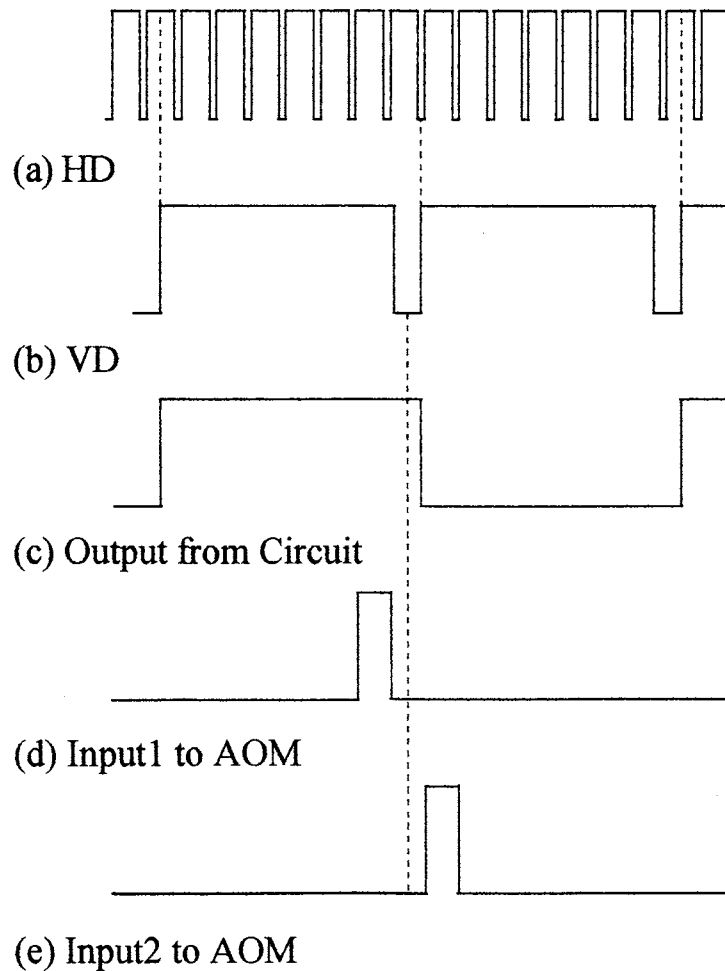 (a) HD
(b) VD
(c) Output from Circuit
(d) Input1 to AOM
(e) Input2 to AOM